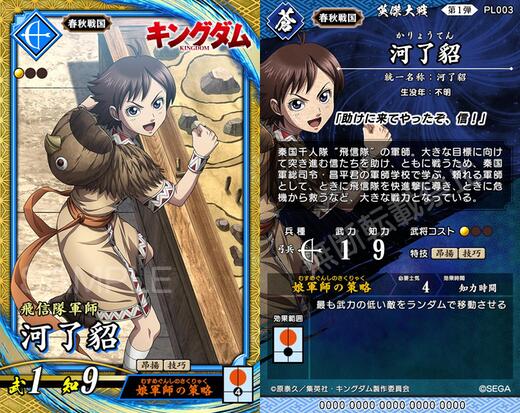 春秋戦国
キングダム
KINGDOM
飛信隊軍師
河了貂
昂揚 技巧
武1 知9
むすめぐんしのさくりゃく
娘軍師の策略
4
蒼
春秋戦国
英傑大戦
第1弾
PL003
かりょうてん
河了貂
統一名称:河了貂
生没年:不明
「助けに来てやったぞ、信!」
秦国千人隊“飛信隊”の軍師。大きな目標に向け
て突き進む信たちを助け、ともに戦うため、秦国
軍総司令・昌平君の軍師学校で学ぶ。頼れる軍師
として、ときに飛信隊を快進撃に導き、ときに危
機から救うなど、大きな戦力となっている。
兵種 武力 知力 武将コスト
弓兵 1 9 特技 昂揚 技巧
むすめぐんしのさくりゃく
娘軍師の策略
必要士気 効果時間
4 知力時間
最も武力の低い敵をランダムで移動させる
効果範囲
©原泰久/集英社・キングダム製作委員会 ©SEGA
0000 0000 0000 0000 0000